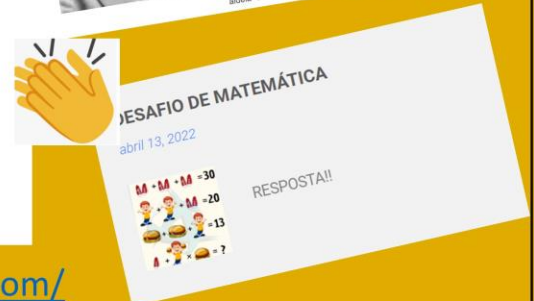 DESAFIO DE MATEMÁTICA
abril 13, 2022
+ + =30
+ + =20
+ + =13
+ × = ?
RESPOSTA!!
om/